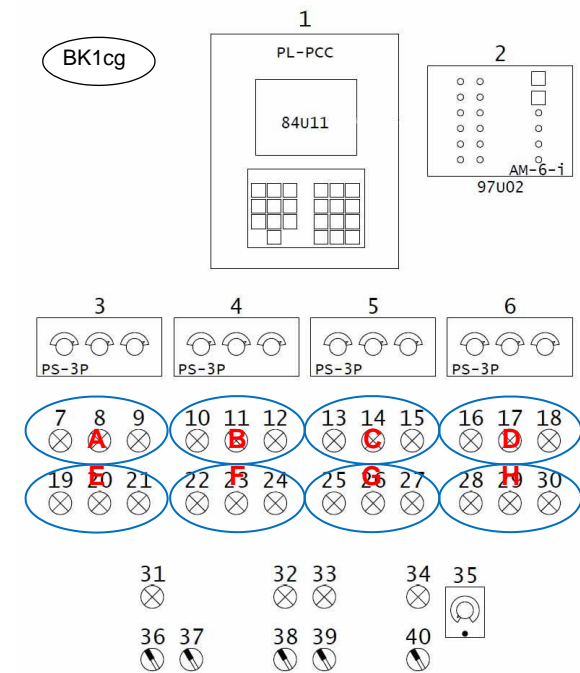 1
BK1cg
PL-PCC
2
84U11
AM-6-i
97U02
3 4 5 6
PS-3P PS-3P PS-3P PS-3P
7 8 9 10 11 12 13 14 15 16 17 18
A B C D
E F G H
19 20 21 22 23 24 25 26 27 28 29 30
31 32 33 34 35
36 37 38 39 40